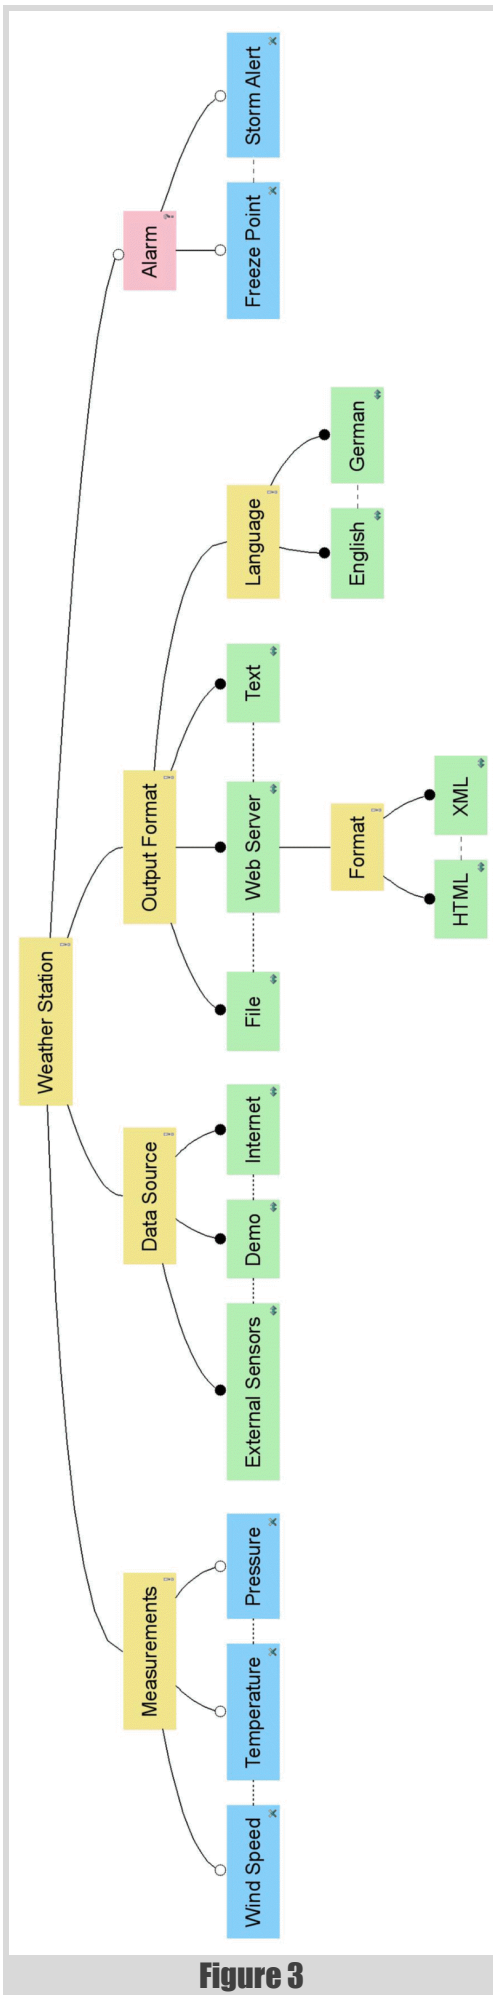 Weather Station
Measurements
Data Source
Output Format
Alarm
Wind Speed
Temperature
Pressure
External Sensors
Demo
Internet
File
Web Server
Text
Language
Freeze Point
Storm Alert
Format
English
German
HTML
XML
Figure 3